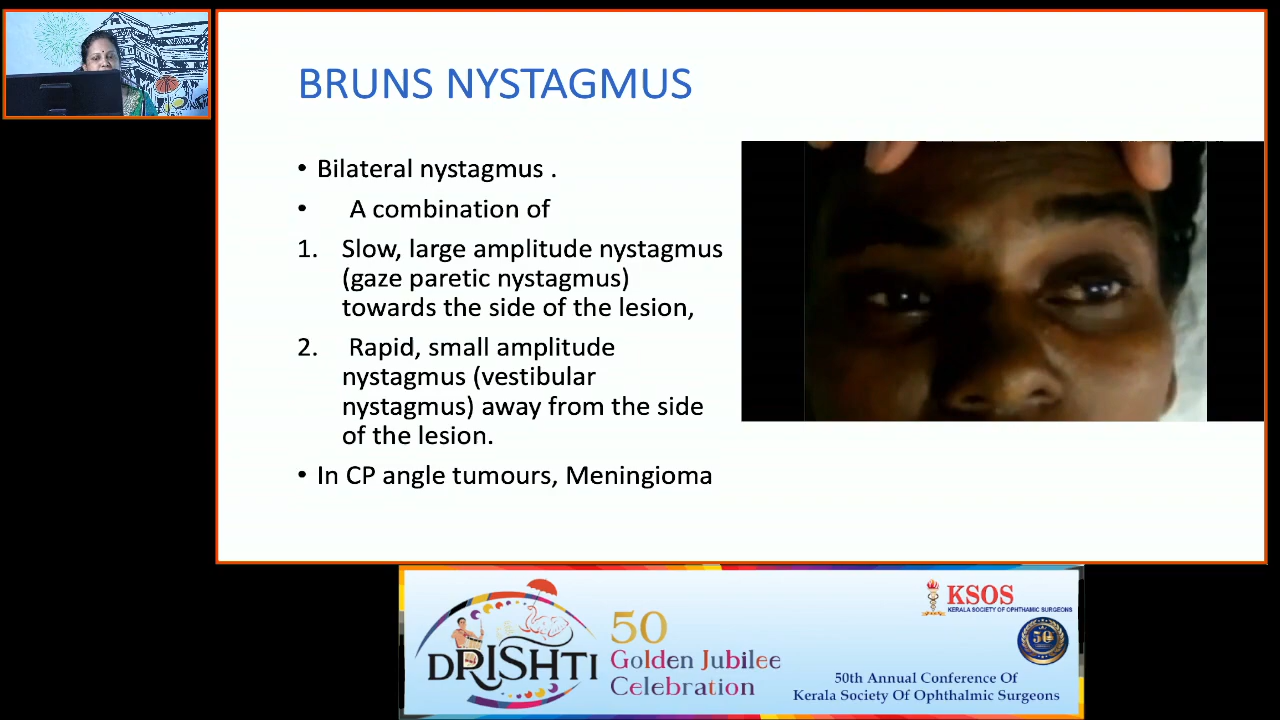 BRUNS NYSTAGMUS
• Bilateral nystagmus .
• A combination of
1. Slow, large amplitude nystagmus
(gaze paretic nystagmus)
towards the side of the lesion,
2. Rapid, small amplitude
nystagmus (vestibular
nystagmus) away from the side
of the lesion.
• In CP angle tumours, Meningioma
DRISHTI
50
Golden Jubilee
Celebration
KSOS
KERALA SOCIETY OF OPHTHAMIC SURGEONS
50
50th Annual Conference Of
Kerala Society Of Ophthalmic Surgeons